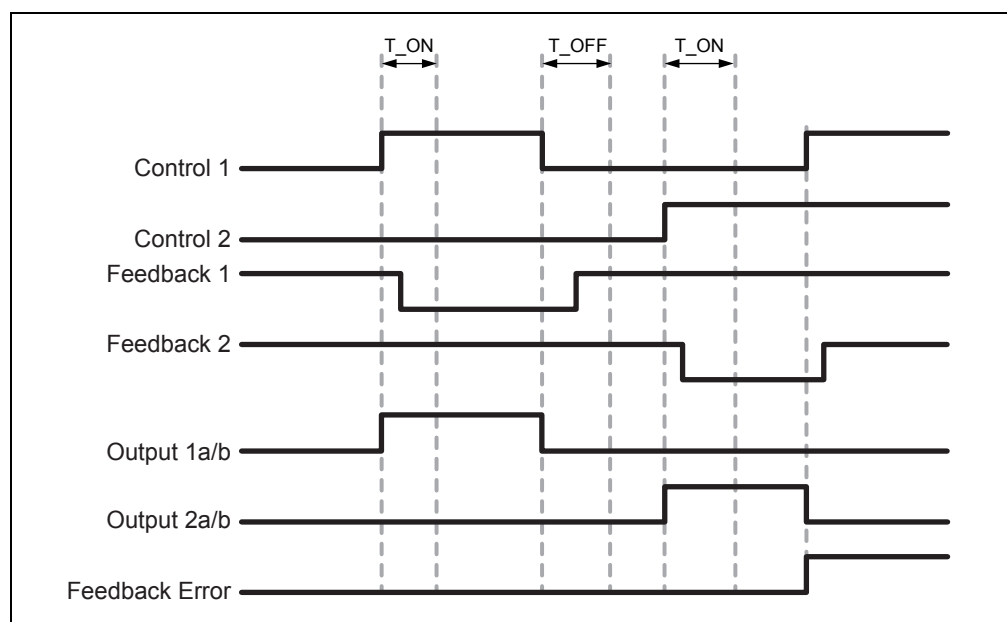 T_ON T_OFF T_ON
Control 1
Control 2
Feedback 1
Feedback 2
Output 1a/b
Output 2a/b
Feedback Error